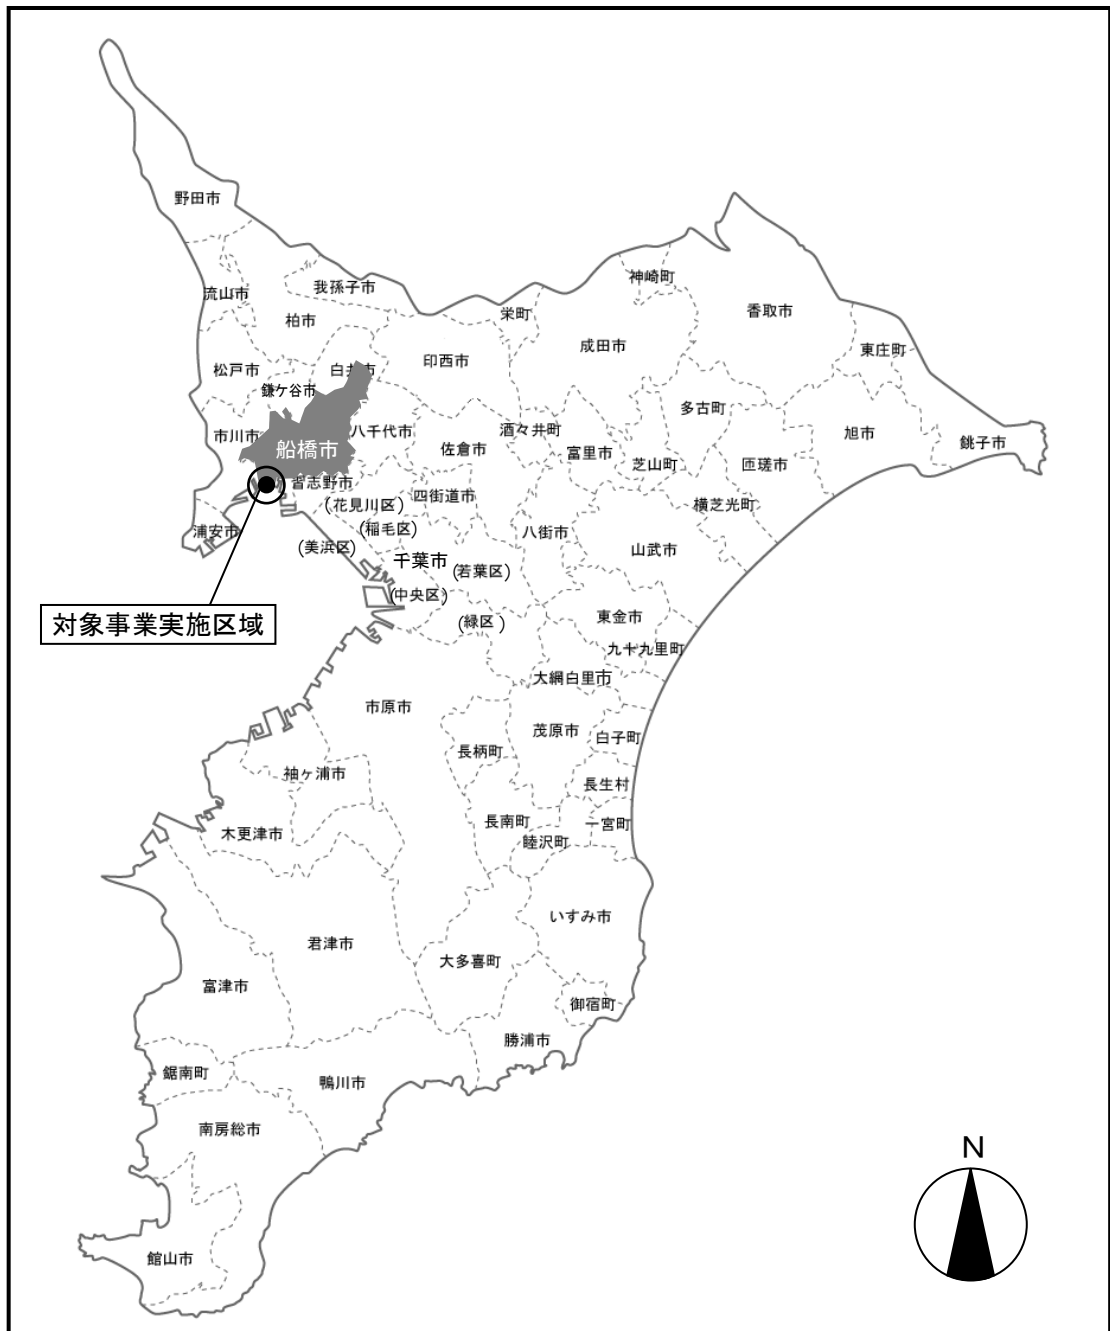 野田市
流山市
我孫子市
柏市
松戸市
鎌ケ谷市
白井市
市川市
船橋市
八千代市
習志野市
浦安市
印西市
栄町
成田市
神崎町
香取市
東庄町
銚子市
旭市
匝瑳市
多古町
芝山町
横芝光町
富里市
酒々井町
佐倉市
四街道市
八街市
山武市
(花見川区)
(稲毛区)
(美浜区)
千葉市
(若葉区)
(中央区)
(緑区)
対象事業実施区域
東金市
九十九里町
大網白里市
市原市
茂原市
白子町
長柄町
長生村
袖ヶ浦市
長南町
一宮町
睦沢町
木更津市
いすみ市
君津市
大多喜町
富津市
御宿町
勝浦市
鋸南町
鴨川市
南房総市
館山市
N